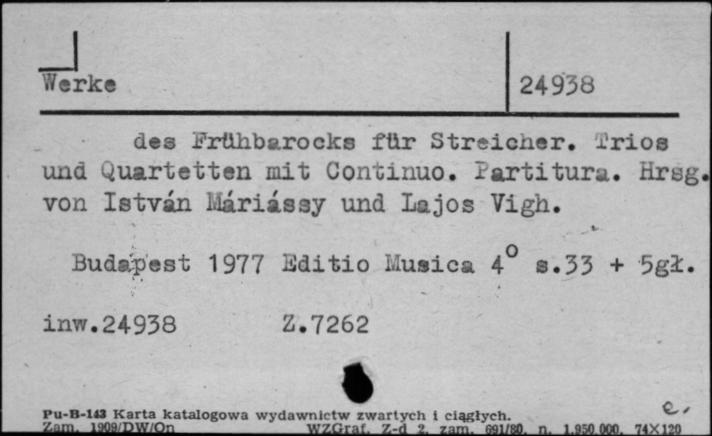 Werke 24938
des Frühbarocks für Streicher. Trios
und Quartetten mit Continuo. Partitura. Hrsg.
von István Máriássy und Lajos Vigh.
Budapest 1977 Editio Musica 4° s.33 + 5gł.
inw.24938 Z.7262
e.
Pu-B-143 Karta katalogowa wydawnictw zwartych i ciągłych.
Zam. 1909/DW/On WZGraf. Z-d 2. zam. 691/80. n. 1.950.000. 74X120